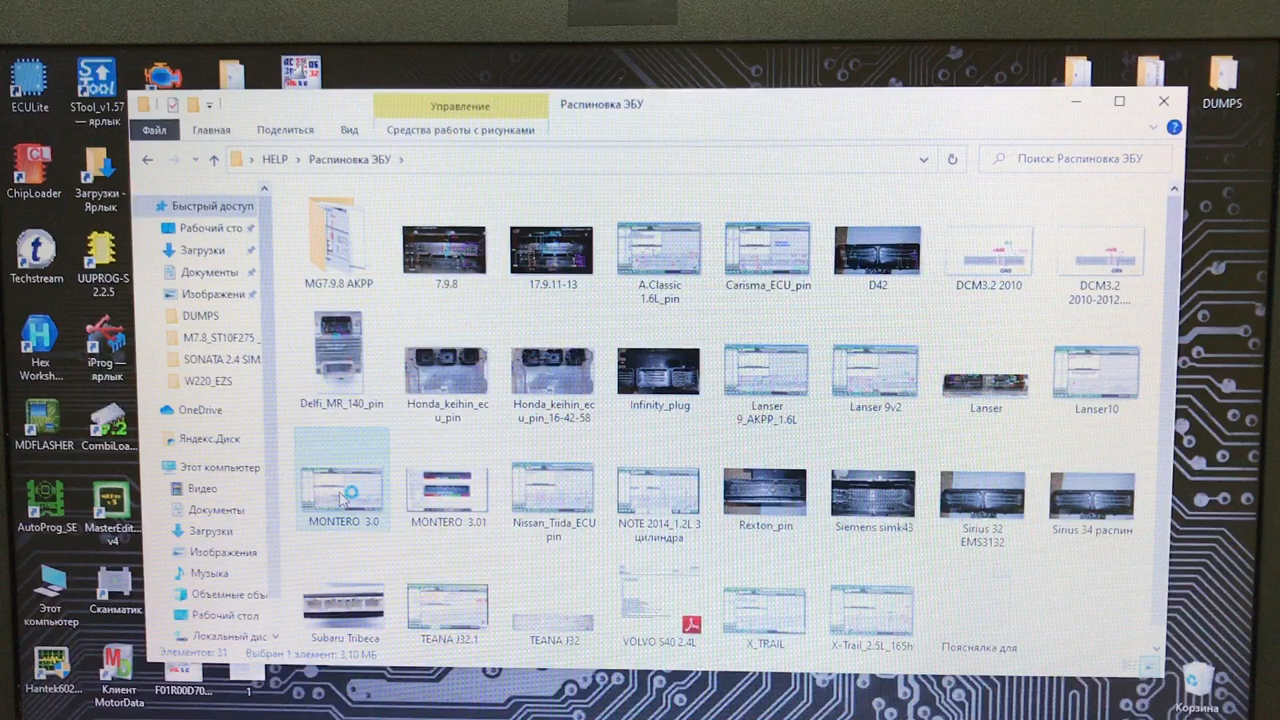 Управление
Распиновка ЭБУ
Файл
Главная
Поделиться
Вид
Средства работы с рисунками
HELP
Распиновка ЭБУ
Поиск: Распиновка ЭБУ
ECULite
STool_v1.57
— ярлык
ChipLoader
Загрузки -
Ярлык
Techstream
UUPROG-S
2.2.5
Hex
Worksh...
iProg —
ярлык
MDFLASHER
CombiLoa...
AutoProg_SE
MasterEdit...
v4
Этот
компьютер
Сканматик
Hantek602...
Клиент
MotorData
F01R00D70...
1
DUMPS
Корзина
Быстрый доступ
Рабочий сто
Загрузки
Документы
Изображени
DUMPS
M7.8_ST10F275_
SONATA 2.4 SIM
W220_EZS
OneDrive
Яндекс.Диск
Этот компьютер
Видео
Документы
Загрузки
Изображения
Музыка
Объемные объ
Рабочий стол
Локальный дис
MG7.9.8 АКРР
7.9.8
17.9.11-13
A.Classic
1.6L_pin
Carisma_ECU_pin
D42
DCM3.2 2010
DCM3.2
2010-2012....
Delfi_MR_140_pin
Honda_keihin_ec
u_pin
Honda_keihin_ec
u_pin_16-42-58
Infinity_plug
Lanser
9_AKPP_1.6L
Lanser 9v2
Lanser
Lanser10
MONTERO 3.0
MONTERO 3.01
Nissan_Tiida_ECU
pin
NOTE 2014_1.2L 3
цилиндра
Rexton_pin
Siemens simk43
Sirius 32
EMS3132
Sirius 34 распин
Subaru Tribeca
TEANA J32.1
TEANA J32
VOLVO S40 2.4L
X_TRAIL
X-Trail_2.5L_165h
Пояснялка для
Элементов: 31
Выбран 1 элемент: 3,10 МБ